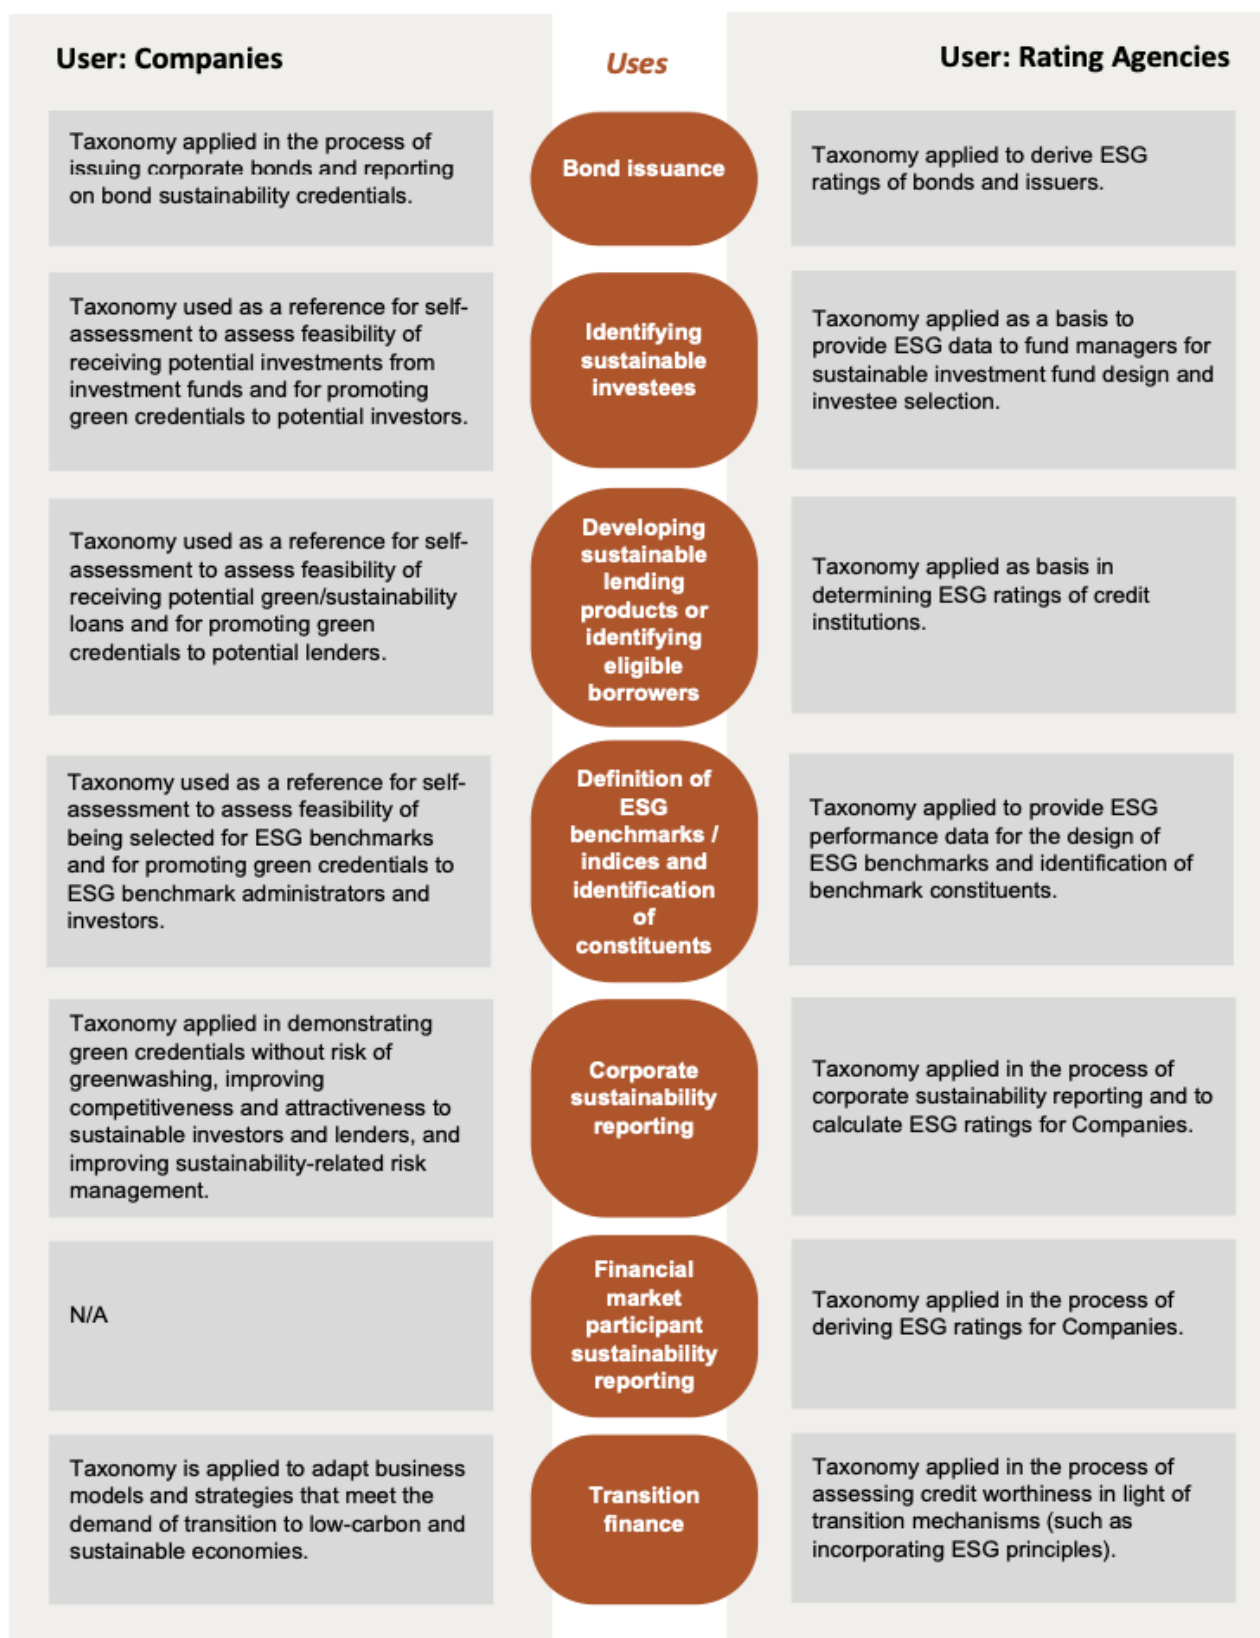 User: Companies
Uses
User: Rating Agencies
Taxonomy applied in the process of
issuing corporate bonds and reporting
on bond sustainability credentials.
Bond issuance
Taxonomy applied to derive ESG
ratings of bonds and issuers.
Taxonomy used as a reference for self-
assessment to assess feasibility of
receiving potential investments from
investment funds and for promoting
green credentials to potential investors.
Identifying
sustainable
investees
Taxonomy applied as a basis to
provide ESG data to fund managers for
sustainable investment fund design and
investee selection.
Taxonomy used as a reference for self-
assessment to assess feasibility of
receiving potential green/sustainability
loans and for promoting green
credentials to potential lenders.
Developing
sustainable
lending
products or
identifying
eligible
borrowers
Taxonomy applied as basis in
determining ESG ratings of credit
institutions.
Taxonomy used as a reference for self-
assessment to assess feasibility of
being selected for ESG benchmarks
and for promoting green credentials to
ESG benchmark administrators and
investors.
Definition of
ESG
benchmarks /
indices and
identification
of
constituents
Taxonomy applied to provide ESG
performance data for the design of
ESG benchmarks and identification of
benchmark constituents.
Taxonomy applied in demonstrating
green credentials without risk of
greenwashing, improving
competitiveness and attractiveness to
sustainable investors and lenders, and
improving sustainability-related risk
management.
Corporate
sustainability
reporting
Taxonomy applied in the process of
corporate sustainability reporting and to
calculate ESG ratings for Companies.
N/A
Financial
market
participant
sustainability
reporting
Taxonomy applied in the process of
deriving ESG ratings for Companies.
Taxonomy is applied to adapt business
models and strategies that meet the
demand of transition to low-carbon and
sustainable economies.
Transition
finance
Taxonomy applied in the process of
assessing credit worthiness in light of
transition mechanisms (such as
incorporating ESG principles).